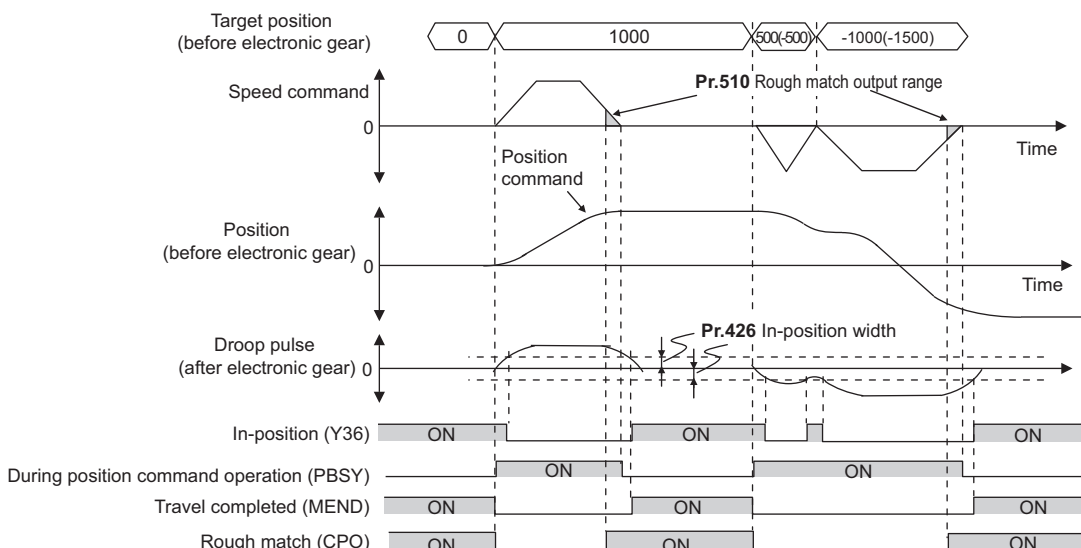 Target position
(before electronic gear)
0
1000
500(-500)
-1000(-1500)
Speed command
Pr.510 Rough match output range
0
Time
Position
command
Position
(before electronic gear)
0
Time
Pr.426 In-position width
Droop pulse
(after electronic gear)
0
In-position (Y36)
ON
ON
ON
During position command operation (PBSY)
ON
ON
Travel completed (MEND)
ON
ON
ON
Rough match (CPO)
ON
ON
ON